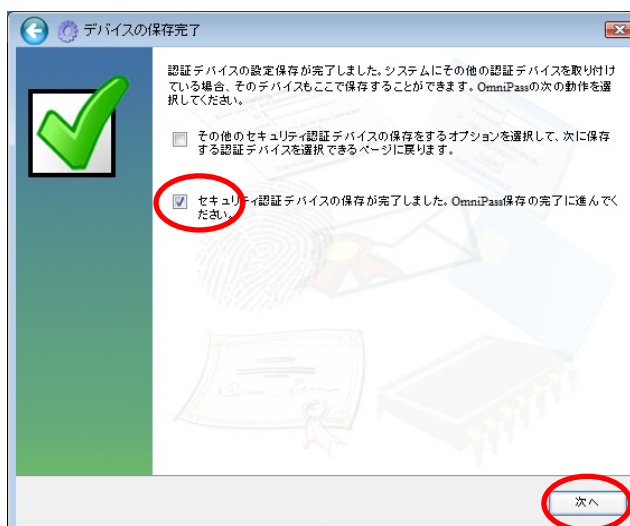 デバイスの保存完了
認証デバイスの設定保存が完了しました。システムにその他の認証デバイスを取り付け
ている場合、そのデバイスもここで保存することができます。OmniPassの次の動作を選
択してください。
その他のセキュリティ認証デバイスの保存をするオプションを選択して、次に保存
する認証デバイスを選択できるページに戻ります。
セキュリティ認証デバイスの保存が完了しました。OmniPass保存の完了に進んでく
ださい。
次へ